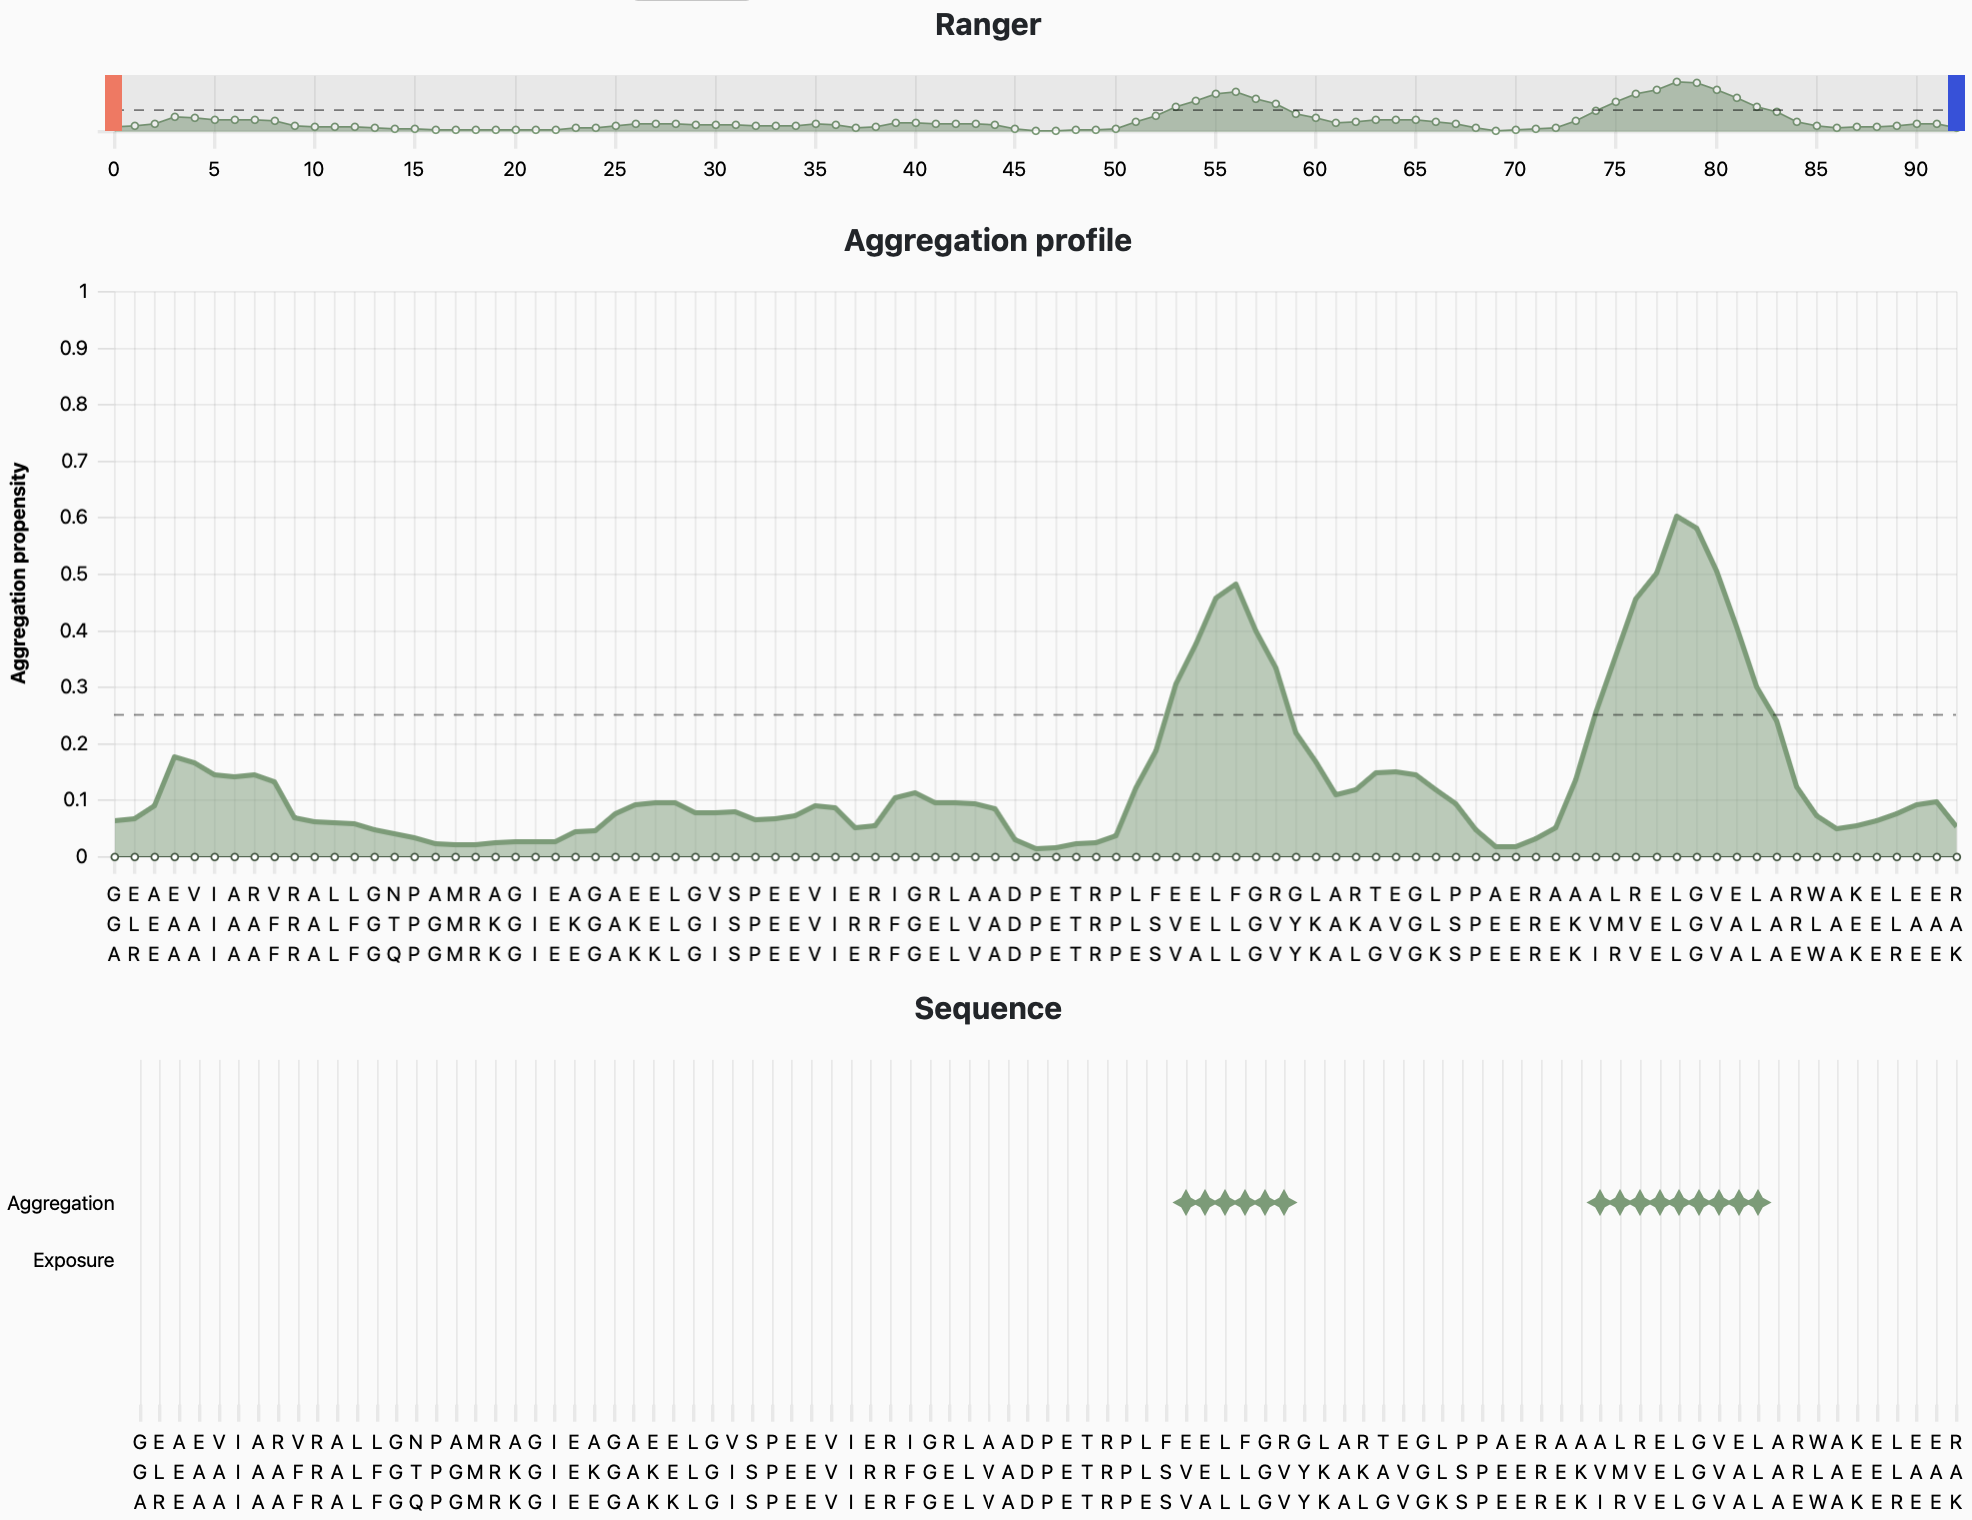 Ranger
0 5 10 15 20 25 30 35 40 45 50 55 60 65 70 75 80 85 90
Aggregation profile
Aggregation propensity
1
0.9
0.8
0.7
0.6
0.5
0.4
0.3
0.2
0.1
0
G E A E V I A R V R A L L G N P A M R A G I E A G A E E L G V S P E E V I E R I G R L A A D P E T R P L F E E L F G R G L A R T E G L P P A E R A A A L R E L G V E L A R W A K E L E E R
G L E A A I A A F R A L F G T P G M R K G I E K G A K E L G I S P E E V I R R F G E L V A D P E T R P L S V E L L G V Y K A K A V G L S P E E R E K V M V E L G V A L A R L A E E L A A A
A R E A A I A A F R A L F G Q P G M R K G I E E G A K K L G I S P E E V I E R F G E L V A D P E T R P E S V A L L G V Y K A L G V G K S P E E R E K I R V E L G V A L A E W A K E R E E K
Sequence
Aggregation
Exposure
G E A E V I A R V R A L L G N P A M R A G I E A G A E E L G V S P E E V I E R I G R L A A D P E T R P L F E E L F G R G L A R T E G L P P A E R A A A L R E L G V E L A R W A K E L E E R
G L E A A I A A F R A L F G T P G M R K G I E K G A K E L G I S P E E V I R R F G E L V A D P E T R P L S V E L L G V Y K A K A V G L S P E E R E K V M V E L G V A L A R L A E E L A A A
A R E A A I A A F R A L F G Q P G M R K G I E E G A K K L G I S P E E V I E R F G E L V A D P E T R P E S V A L L G V Y K A L G V G K S P E E R E K I R V E L G V A L A E W A K E R E E K